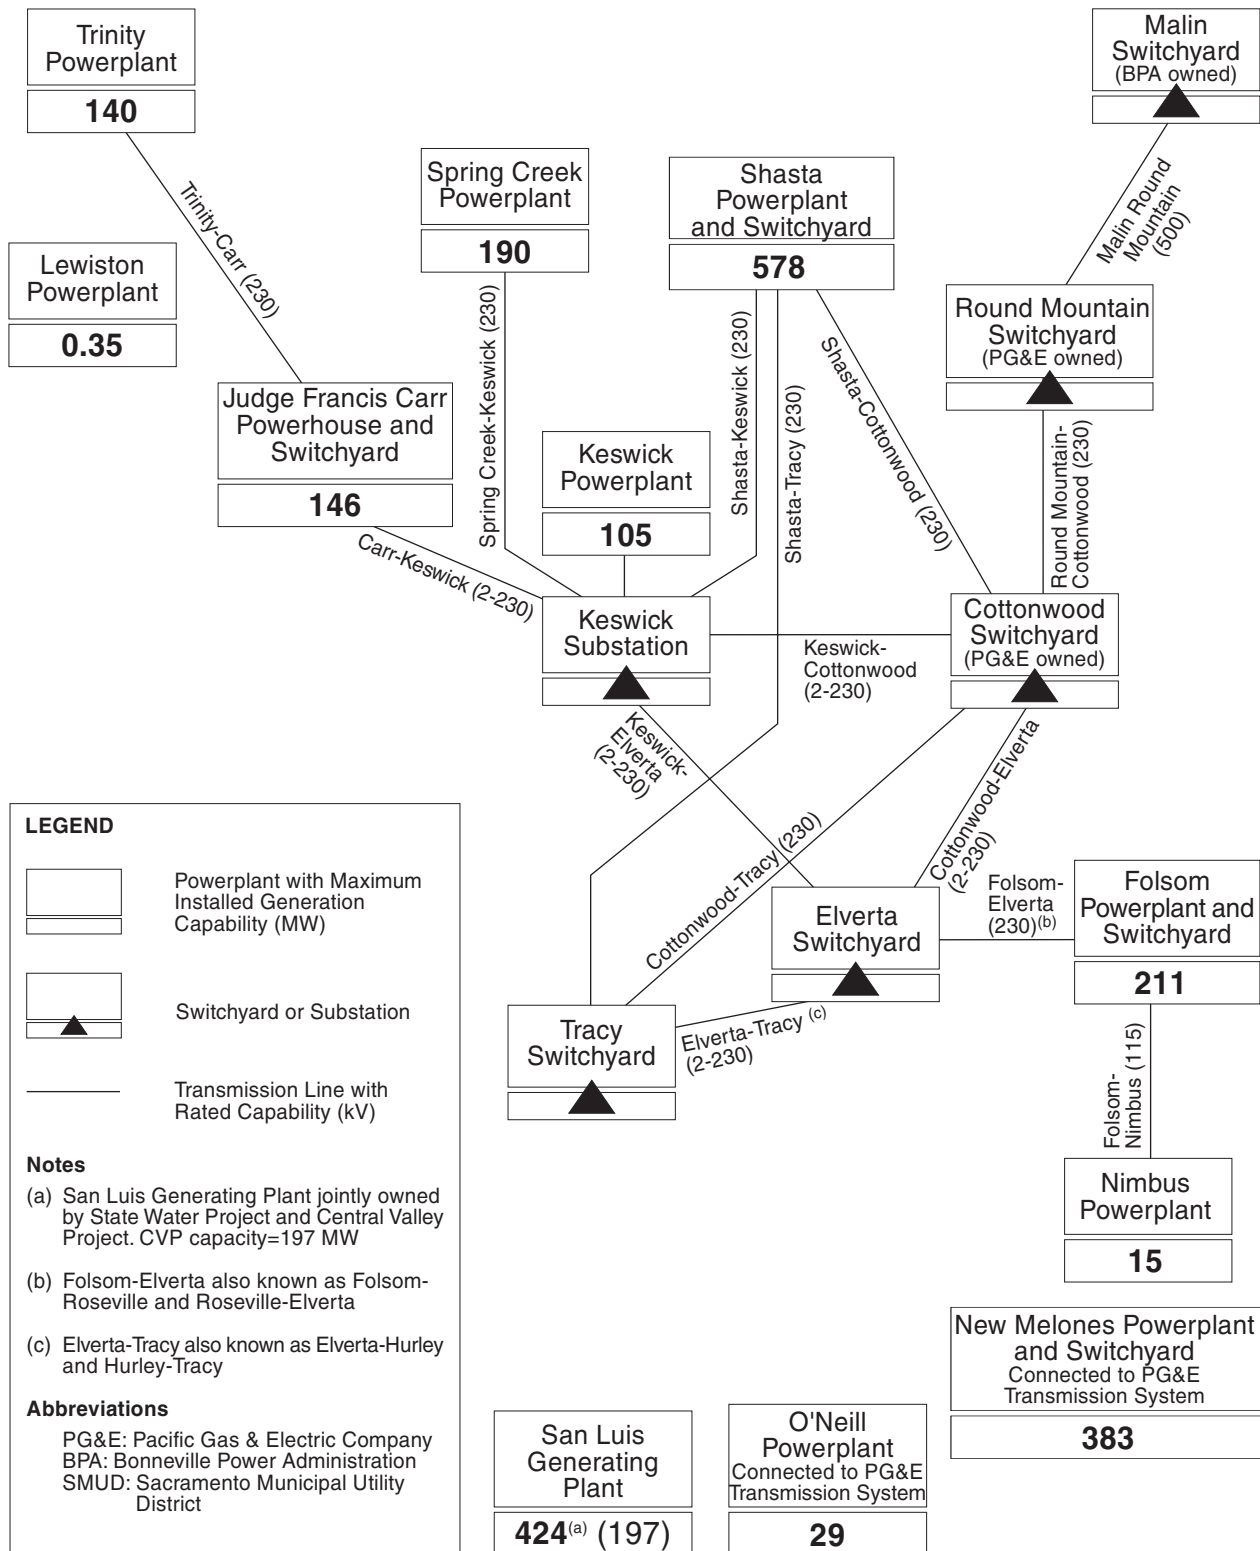 Trinity
Powerplant
140
Malin
Switchyard
(BPA owned)
Spring Creek
Powerplant
190
Shasta
Powerplant
and Switchyard
578
Trinity-Carr (230)
Malin Round
Mountain
(500)
Lewiston
Powerplant
0.35
Round Mountain
Switchyard
(PG&E owned)
Spring Creek-Keswick (230)
Shasta-Keswick (230)
Shasta-Tracy (230)
Shasta-Cottonwood (230)
Judge Francis Carr
Powerhouse and
Switchyard
146
Keswick
Powerplant
105
Round Mountain-
Cottonwood (230)
Carr-Keswick (2-230)
Keswick
Substation
Keswick-
Cottonwood
(2-230)
Cottonwood
Switchyard
(PG&E owned)
Keswick-
Elverta
(2-230)
Cottonwood-Elverta
(2-230)
Cottonwood-Tracy (230)
Elverta
Switchyard
Folsom-
Elverta
(230)(b)
Folsom
Powerplant and
Switchyard
211
Tracy
Switchyard
Elverta-Tracy (c)
(2-230)
Folsom-
Nimbus (115)
Nimbus
Powerplant
15
New Melones Powerplant
and Switchyard
Connected to PG&E
Transmission System
383
San Luis
Generating
Plant
424(a) (197)
O'Neill
Powerplant
Connected to PG&E
Transmission System
29
LEGEND
Powerplant with Maximum
Installed Generation
Capability (MW)
Switchyard or Substation
Transmission Line with
Rated Capability (kV)
Notes
(a) San Luis Generating Plant jointly owned
by State Water Project and Central Valley
Project. CVP capacity=197 MW
(b) Folsom-Elverta also known as Folsom-
Roseville and Roseville-Elverta
(c) Elverta-Tracy also known as Elverta-Hurley
and Hurley-Tracy
Abbreviations
PG&E: Pacific Gas & Electric Company
BPA: Bonneville Power Administration
SMUD: Sacramento Municipal Utility
District